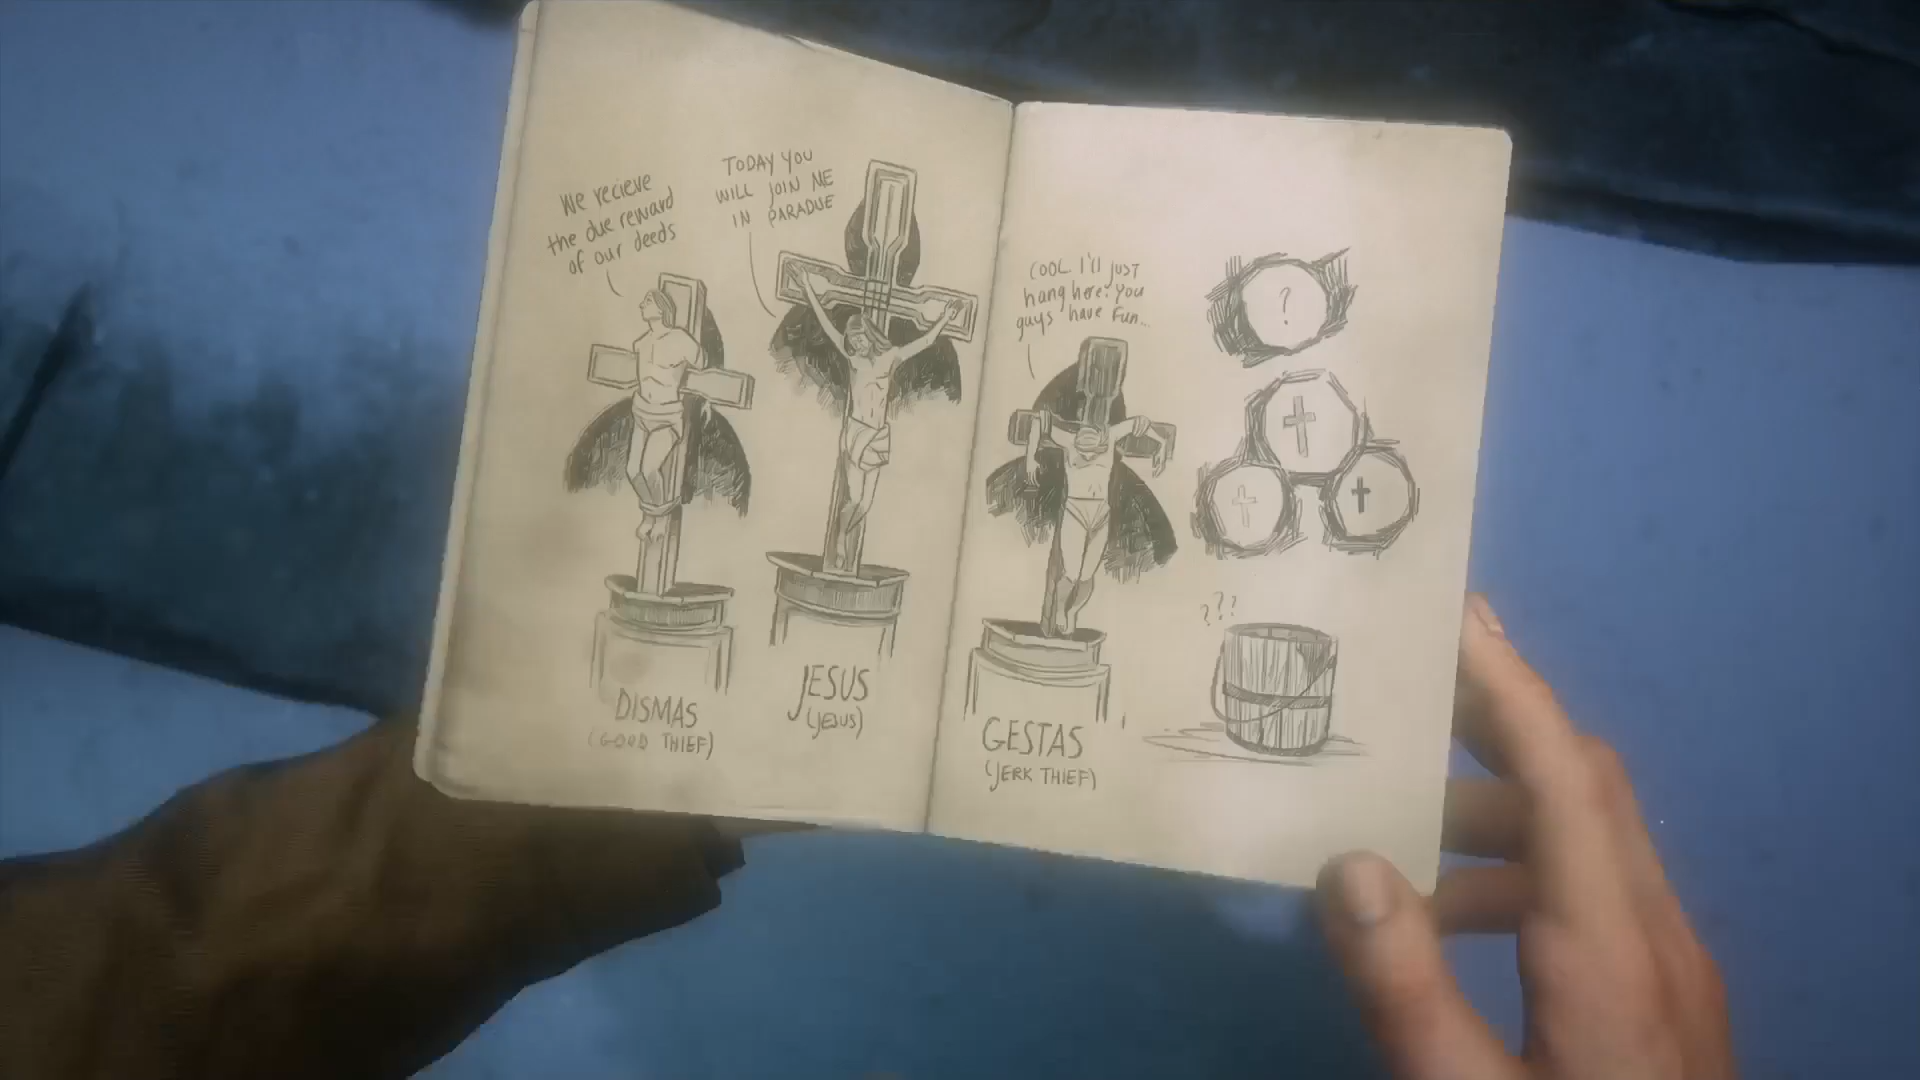 We recieve
the due reward
of our deeds
TODAY YOU
WILL JOIN ME
IN PARADISE
DISMAS
(GOOD THIEF)
JESUS
(JESUS)
COOL. I'll just
hang here. You
guys have fun...
GESTAS
(JERK THIEF)
?
???